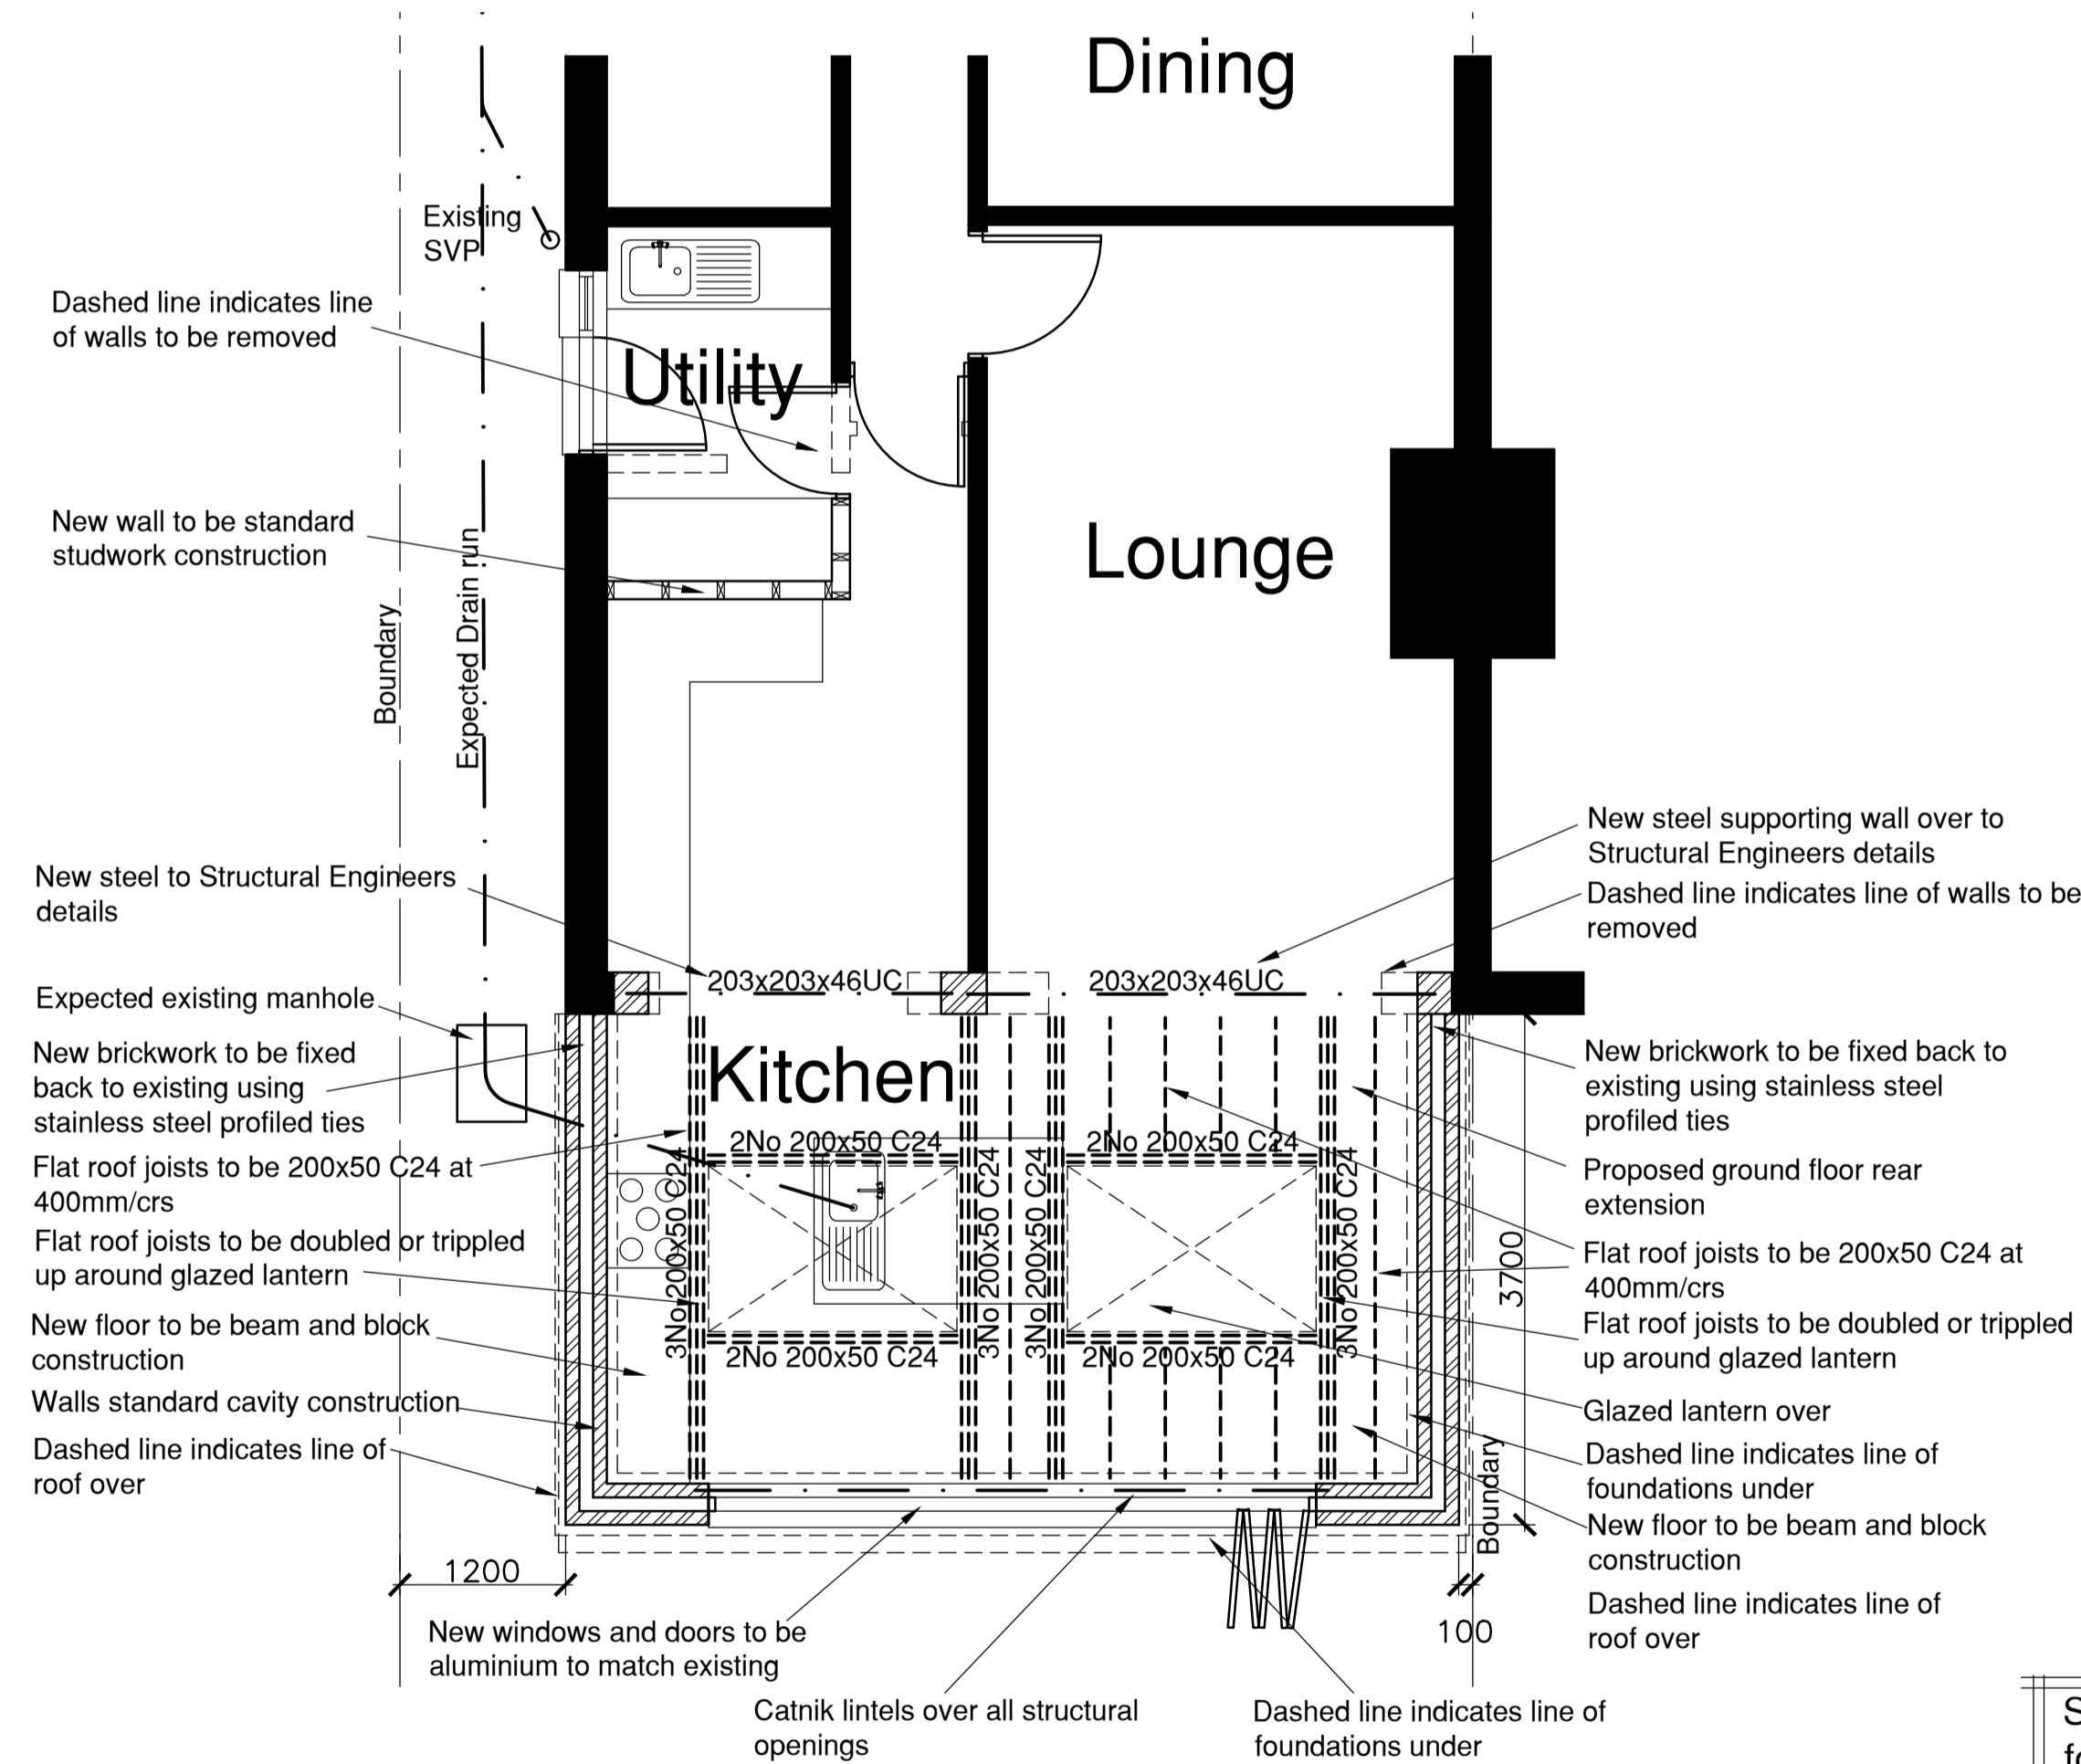 Dining
Existing
SVP
Dashed line indicates line
of walls to be removed
Utility
New wall to be standard
studwork construction
Lounge
Boundary
Expected Drain run
New steel supporting wall over to
Structural Engineers details
Dashed line indicates line of walls to be
removed
New steel to Structural Engineers
details
203x203x46UC
203x203x46UC
Expected existing manhole
New brickwork to be fixed
back to existing using
stainless steel profiled ties
Kitchen
New brickwork to be fixed back to
existing using stainless steel
profiled ties
Flat roof joists to be 200x50 C24 at
400mm/crs
2No 200x50 C24
2No 200x50 C24
Proposed ground floor rear
extension
Flat roof joists to be doubled or trippled
up around glazed lantern
3No 200x50 C24
3No 200x50 C24
3No 200x50 C24
3No 200x50 C24
3700
Flat roof joists to be 200x50 C24 at
400mm/crs
New floor to be beam and block
construction
2No 200x50 C24
2No 200x50 C24
Flat roof joists to be doubled or trippled
up around glazed lantern
Walls standard cavity construction
Glazed lantern over
Dashed line indicates line of
roof over
Dashed line indicates line of
foundations under
Boundary
New floor to be beam and block
construction
1200
100
Dashed line indicates line of
roof over
New windows and doors to be
aluminium to match existing
Catnik lintels over all structural
openings
Dashed line indicates line of
foundations under